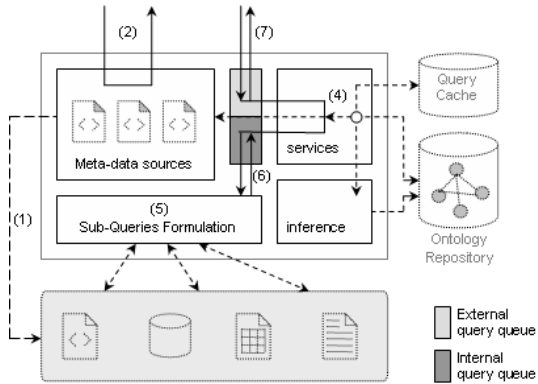 (2)
(7)
(4)
Query
Cache
Meta-data sources
services
(6)
(1)
(5)
Sub-Queries Formulation
inference
Ontology
Repository
External
query queue
Internal
query queue